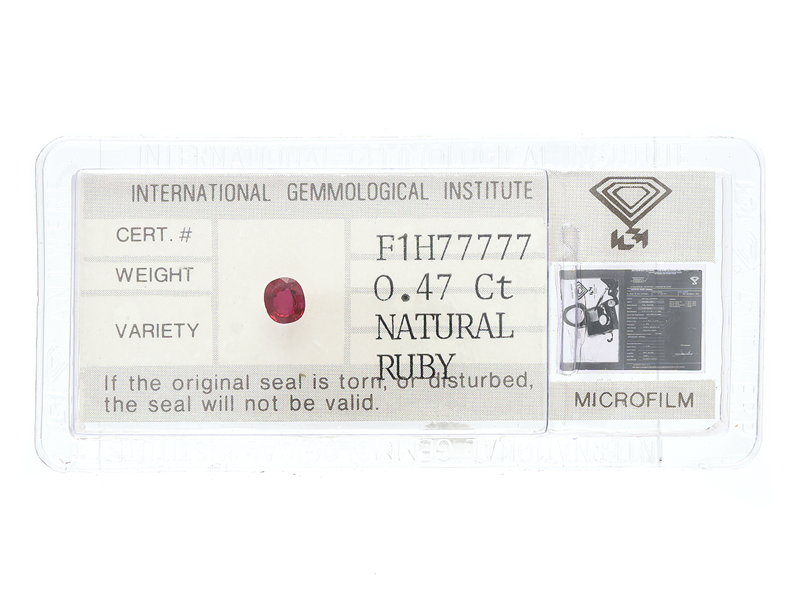 INTERNATIONAL GEMMOLOGICAL INSTITUTE
CERT. # F1H77777
WEIGHT 0.47 Ct
VARIETY NATURAL
RUBY
If the original seal is torn, or disturbed,
the seal will not be valid.
IGI
MICROFILM